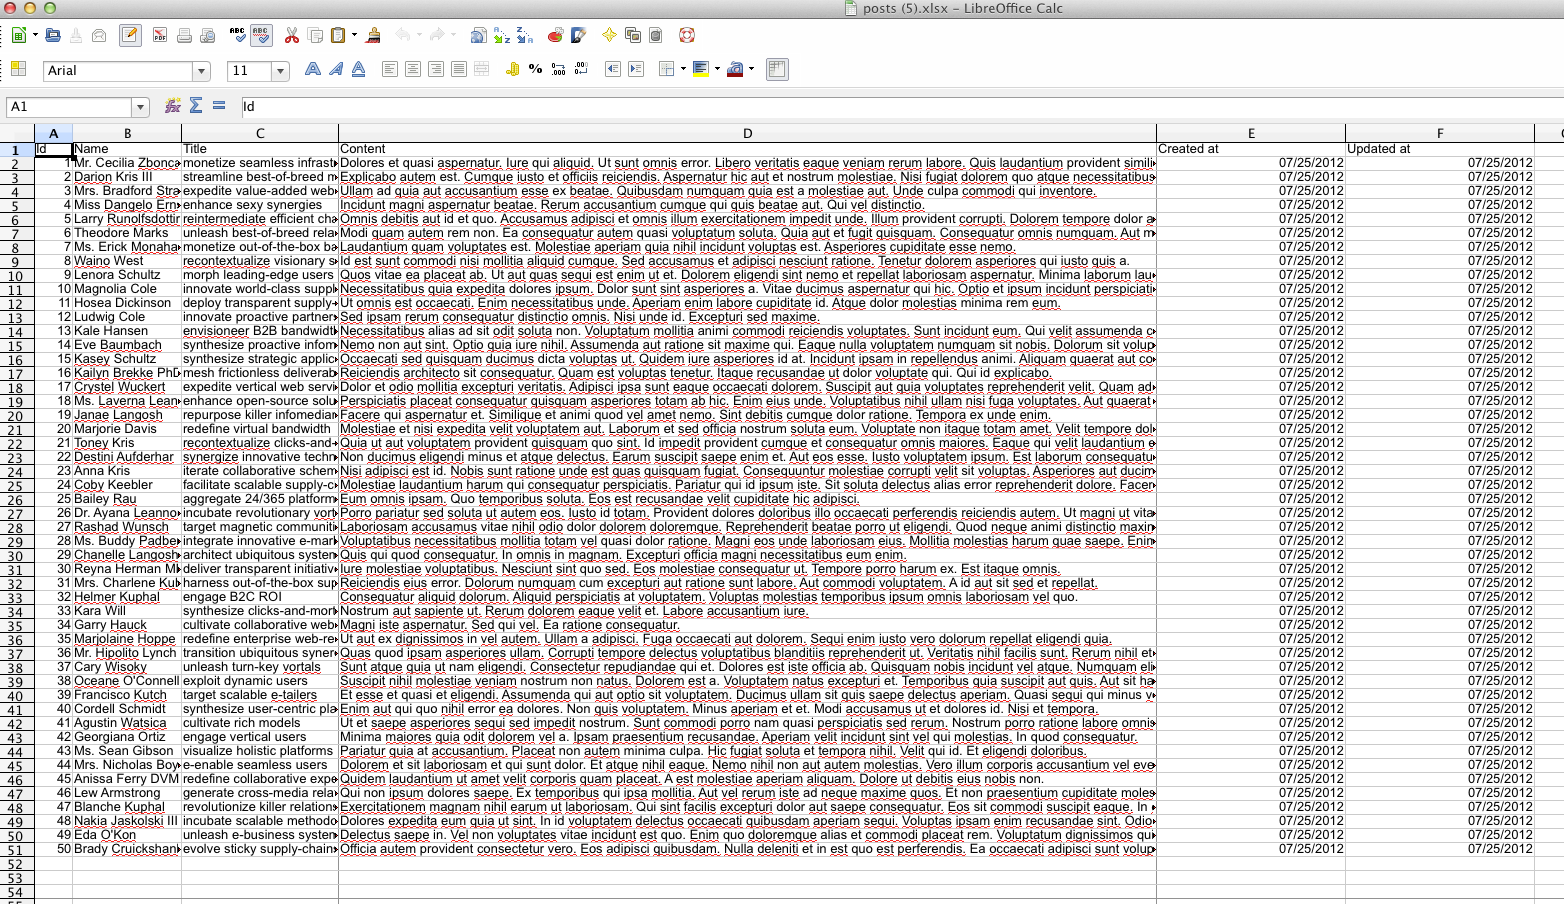 posts (5).xlsx – LibreOffice Calc
Arial 11
A1 Id
A B C D E F
1 Id Name Title Content Created at Updated at
2 1 Mr. Cecilia Zbonc monetize seamless infrast Dolores et quasi aspernatur. Iure qui aliquid. Ut sunt omnis error. Libero veritatis eaque veniam rerum labore. Quis laudantium provident simili 07/25/2012 07/25/2012
3 2 Darion Kris III streamline best-of-breed m Explicabo autem est. Cumque iusto et officiis reiciendis. Aspernatur hic aut et nostrum molestiae. Nisi fugiat dolorem quo atque necessitatibus 07/25/2012 07/25/2012
4 3 Mrs. Bradford Stra expedite value-added web Ullam ad quia aut accusantium esse ex beatae. Quibusdam numquam quia est a molestiae aut. Unde culpa commodi qui inventore. 07/25/2012 07/25/2012
5 4 Miss Dangelo Ern enhance sexy synergies Incidunt magni aspernatur beatae. Rerum accusantium cumque qui quis beatae aut. Qui vel distinctio. 07/25/2012 07/25/2012
6 5 Larry Runofsdottir reintermediate efficient cha Omnis debitis aut id et quo. Accusamus adipisci et omnis illum exercitationem impedit unde. Illum provident corrupti. Dolorem tempore dolor a 07/25/2012 07/25/2012
7 6 Theodore Marks unleash best-of-breed rela Modi quam autem rem non. Ea consequatur autem quasi voluptatum soluta. Quia aut et fugit quisquam. Consequatur omnis numquam. Aut m 07/25/2012 07/25/2012
8 7 Ms. Erick Monaha monetize out-of-the-box b Laudantium quam voluptates est. Molestiae aperiam quia nihil incidunt voluptas est. Asperiores cupiditate esse nemo. 07/25/2012 07/25/2012
9 8 Waino West recontextualize visionary s Id est sunt commodi nisi mollitia aliquid cumque. Sed accusamus et adipisci nesciunt ratione. Tenetur dolorem asperiores qui iusto quis a. 07/25/2012 07/25/2012
10 9 Lenora Schultz morph leading-edge users Quos vitae ea placeat ab. Ut aut quas sequi est enim ut et. Dolorem eligendi sint nemo et repellat laboriosam aspernatur. Minima laborum lau 07/25/2012 07/25/2012
11 10 Magnolia Cole innovate world-class suppl Necessitatibus quia expedita dolores ipsum. Dolor sunt sint asperiores a. Vitae ducimus aspernatur qui hic. Optio et ipsum incidunt perspiciati 07/25/2012 07/25/2012
12 11 Hosea Dickinson deploy transparent supply- Ut omnis est occaecati. Enim necessitatibus unde. Aperiam enim labore cupiditate id. Atque dolor molestias minima rem eum. 07/25/2012 07/25/2012
13 12 Ludwig Cole innovate proactive partner Sed ipsam rerum consequatur distinctio omnis. Nisi unde id. Excepturi sed maxime. 07/25/2012 07/25/2012
14 13 Kale Hansen envisioneer B2B bandwidt Necessitatibus alias ad sit odit soluta non. Voluptatum mollitia animi commodi reiciendis voluptates. Sunt incidunt eum. Qui velit assumenda c 07/25/2012 07/25/2012
15 14 Eve Baumbach synthesize proactive infom Nemo non aut sint. Optio quia iure nihil. Assumenda aut ratione sit maxime qui. Eaque nulla voluptatem numquam sit nobis. Dolorum sit volup 07/25/2012 07/25/2012
16 15 Kasey Schultz synthesize strategic applic Occaecati sed quisquam ducimus dicta voluptas ut. Quidem iure asperiores id at. Incidunt ipsam in repellendus animi. Aliquam quaerat aut co 07/25/2012 07/25/2012
17 16 Kailyn Brekke PhD mesh frictionless deliverab Reiciendis architecto sit consequatur. Quam est voluptas tenetur. Itaque recusandae ut dolor voluptate qui. Qui id explicabo. 07/25/2012 07/25/2012
18 17 Crystel Wuckert expedite vertical web servi Dolor et odio mollitia excepturi veritatis. Adipisci ipsa sunt eaque occaecati dolorem. Suscipit aut quia voluptates reprehenderit velit. Quam ad 07/25/2012 07/25/2012
19 18 Ms. Laverna Lean enhance open-source solu Perspiciatis placeat consequatur quisquam asperiores totam ab hic. Enim eius unde. Voluptatibus nihil ullam nisi fuga voluptates. Aut quaerat 07/25/2012 07/25/2012
20 19 Janae Langosh repurpose killer infomedia Facere qui aspernatur et. Similique et animi quod vel amet nemo. Sint debitis cumque dolor ratione. Tempora ex unde enim. 07/25/2012 07/25/2012
21 20 Marjorie Davis redefine virtual bandwidth Molestiae et nisi expedita velit voluptatem aut. Laborum et sed officia nostrum soluta eum. Voluptate non itaque totam amet. Velit tempore dol 07/25/2012 07/25/2012
22 21 Toney Kris recontextualize clicks-and- Quia aut aut voluptatem provident quisquam quo sint. Id impedit provident cumque et consequatur omnis maiores. Eaque qui velit laudantium e 07/25/2012 07/25/2012
23 22 Destini Aufderhar synergize innovative techn Non ducimus eligendi minus et atque delectus. Earum suscipit saepe enim et. Aut eos esse. Iusto voluptatem ipsum. Est laborum consequatu 07/25/2012 07/25/2012
24 23 Anna Kris iterate collaborative schem Nisi adipisci est id. Nobis sunt ratione unde est quas quisquam fugiat. Consequuntur molestiae corrupti velit sit voluptas. Asperiores aut ducim 07/25/2012 07/25/2012
25 24 Coby Keebler facilitate scalable supply-c Molestiae laudantium harum qui consequatur perspiciatis. Pariatur qui id ipsum iste. Sit soluta delectus alias error reprehenderit dolore. Facer 07/25/2012 07/25/2012
26 25 Bailey Rau aggregate 24/365 platform Eum omnis ipsam. Quo temporibus soluta. Eos est recusandae velit cupiditate hic adipisci. 07/25/2012 07/25/2012
27 26 Dr. Ayana Leanno incubate revolutionary vort Porro pariatur sed soluta ut autem eos. Iusto id totam. Provident dolores doloribus illo occaecati perferendis reiciendis autem. Ut magni ut vita 07/25/2012 07/25/2012
28 27 Rashad Wunsch target magnetic communiti Laboriosam accusamus vitae nihil odio dolor dolorem doloremque. Reprehenderit beatae porro ut eligendi. Quod neque animi distinctio maxin 07/25/2012 07/25/2012
29 28 Ms. Buddy Padbe integrate innovative e-mar Voluptatibus necessitatibus mollitia totam vel quasi dolor ratione. Magni eos unde laboriosam eius. Mollitia molestias harum quae saepe. Enin 07/25/2012 07/25/2012
30 29 Chanelle Langosh architect ubiquitous system Quis qui quod consequatur. In omnis in magnam. Excepturi officia magni necessitatibus eum enim. 07/25/2012 07/25/2012
31 30 Reyna Herman M deliver transparent initiativ Iure molestiae voluptatibus. Nesciunt sint quo sed. Eos molestiae consequatur ut. Tempore porro harum ex. Est itaque omnis. 07/25/2012 07/25/2012
32 31 Mrs. Charlene Ku harness out-of-the-box sup Reiciendis eius error. Dolorum numquam cum excepturi aut ratione sunt labore. Aut commodi voluptatem. A id aut sit sed et repellat. 07/25/2012 07/25/2012
33 32 Helmer Kuphal engage B2C ROI Consequatur aliquid dolorum. Aliquid perspiciatis at voluptatem. Voluptas molestias temporibus ipsum omnis laboriosam vel quo. 07/25/2012 07/25/2012
34 33 Kara Will synthesize clicks-and-mort Nostrum aut sapiente ut. Rerum dolorem eaque velit et. Labore accusantium iure. 07/25/2012 07/25/2012
35 34 Garry Hauck cultivate collaborative web Magni iste aspernatur. Sed qui vel. Ea ratione consequatur. 07/25/2012 07/25/2012
36 35 Marjolaine Hoppe redefine enterprise web-re Ut aut ex dignissimos in vel autem. Ullam a adipisci. Fuga occaecati aut dolorem. Sequi enim iusto vero dolorum repellat eligendi quia. 07/25/2012 07/25/2012
37 36 Mr. Hipolito Lynch transition ubiquitous syner Quas quod ipsam asperiores ullam. Corrupti tempore delectus voluptatibus blanditiis reprehenderit ut. Veritatis nihil facilis sunt. Rerum nihil et 07/25/2012 07/25/2012
38 37 Cary Wisoky unleash turn-key vortals Sunt atque quia ut nam eligendi. Consectetur repudiandae qui et. Dolores est iste officia ab. Quisquam nobis incidunt vel atque. Numquam eli 07/25/2012 07/25/2012
39 38 Oceane O'Connell exploit dynamic users Suscipit nihil molestiae veniam nostrum non natus. Dolorem est a. Voluptatem natus excepturi et. Temporibus quia suscipit aut quis. Aut sit ha 07/25/2012 07/25/2012
40 39 Francisco Kutch target scalable e-tailers Et esse et quasi et eligendi. Assumenda qui aut optio sit voluptatem. Ducimus ullam sit quis saepe delectus aperiam. Quasi sequi qui minus v 07/25/2012 07/25/2012
41 40 Cordell Schmidt synthesize user-centric pla Enim aut qui quo nihil error ea dolores. Non quis voluptatem. Minus aperiam et et. Modi accusamus ut et dolores id. Nisi et tempora. 07/25/2012 07/25/2012
42 41 Agustin Watsica cultivate rich models Ut et saepe asperiores sequi sed impedit nostrum. Sunt commodi porro nam quasi perspiciatis sed rerum. Nostrum porro ratione labore omnis 07/25/2012 07/25/2012
43 42 Georgiana Ortiz engage vertical users Minima maiores quia odit dolorem vel a. Ipsam praesentium recusandae. Aperiam velit incidunt sint vel qui molestias. In quod consequatur. 07/25/2012 07/25/2012
44 43 Ms. Sean Gibson visualize holistic platforms Pariatur quia at accusantium. Placeat non autem minima culpa. Hic fugiat soluta et tempora nihil. Velit qui id. Et eligendi doloribus. 07/25/2012 07/25/2012
45 44 Mrs. Nicholas Boy e-enable seamless users Dolorem et sit laboriosam et qui sunt dolor. Et atque nihil eaque. Nemo nihil non aut autem molestias. Vero illum corporis accusantium vel eve 07/25/2012 07/25/2012
46 45 Anissa Ferry DVM redefine collaborative expe Quidem laudantium ut amet velit corporis quam placeat. A est molestiae aperiam aliquam. Dolore ut debitis eius nobis non. 07/25/2012 07/25/2012
47 46 Lew Armstrong generate cross-media rela Qui non ipsum dolores saepe. Ex temporibus qui ipsa mollitia. Aut vel rerum iste ad neque maxime quos. Et non praesentium cupiditate moles 07/25/2012 07/25/2012
48 47 Blanche Kuphal revolutionize killer relation Exercitationem magnam nihil earum ut laboriosam. Qui sint facilis excepturi dolor aut saepe consequatur. Eos sit commodi suscipit eaque. In 07/25/2012 07/25/2012
49 48 Nakia Jaskolski III incubate scalable methodo Dolores expedita eum quia ut sint. In id voluptatem delectus occaecati quibusdam aperiam sequi. Voluptas ipsam enim recusandae sint. Odio 07/25/2012 07/25/2012
50 49 Eda O'Kon unleash e-business system Delectus saepe in. Vel non voluptates vitae incidunt est quo. Enim quo doloremque alias et commodi placeat rem. Voluptatum dignissimos qu 07/25/2012 07/25/2012
51 50 Brady Cruickshan evolve sticky supply-chain Officia autem provident consectetur vero. Eos adipisci quibusdam. Nulla deleniti et in est quo est perferendis. Ea occaecati adipisci sunt volup 07/25/2012 07/25/2012
52
53
54